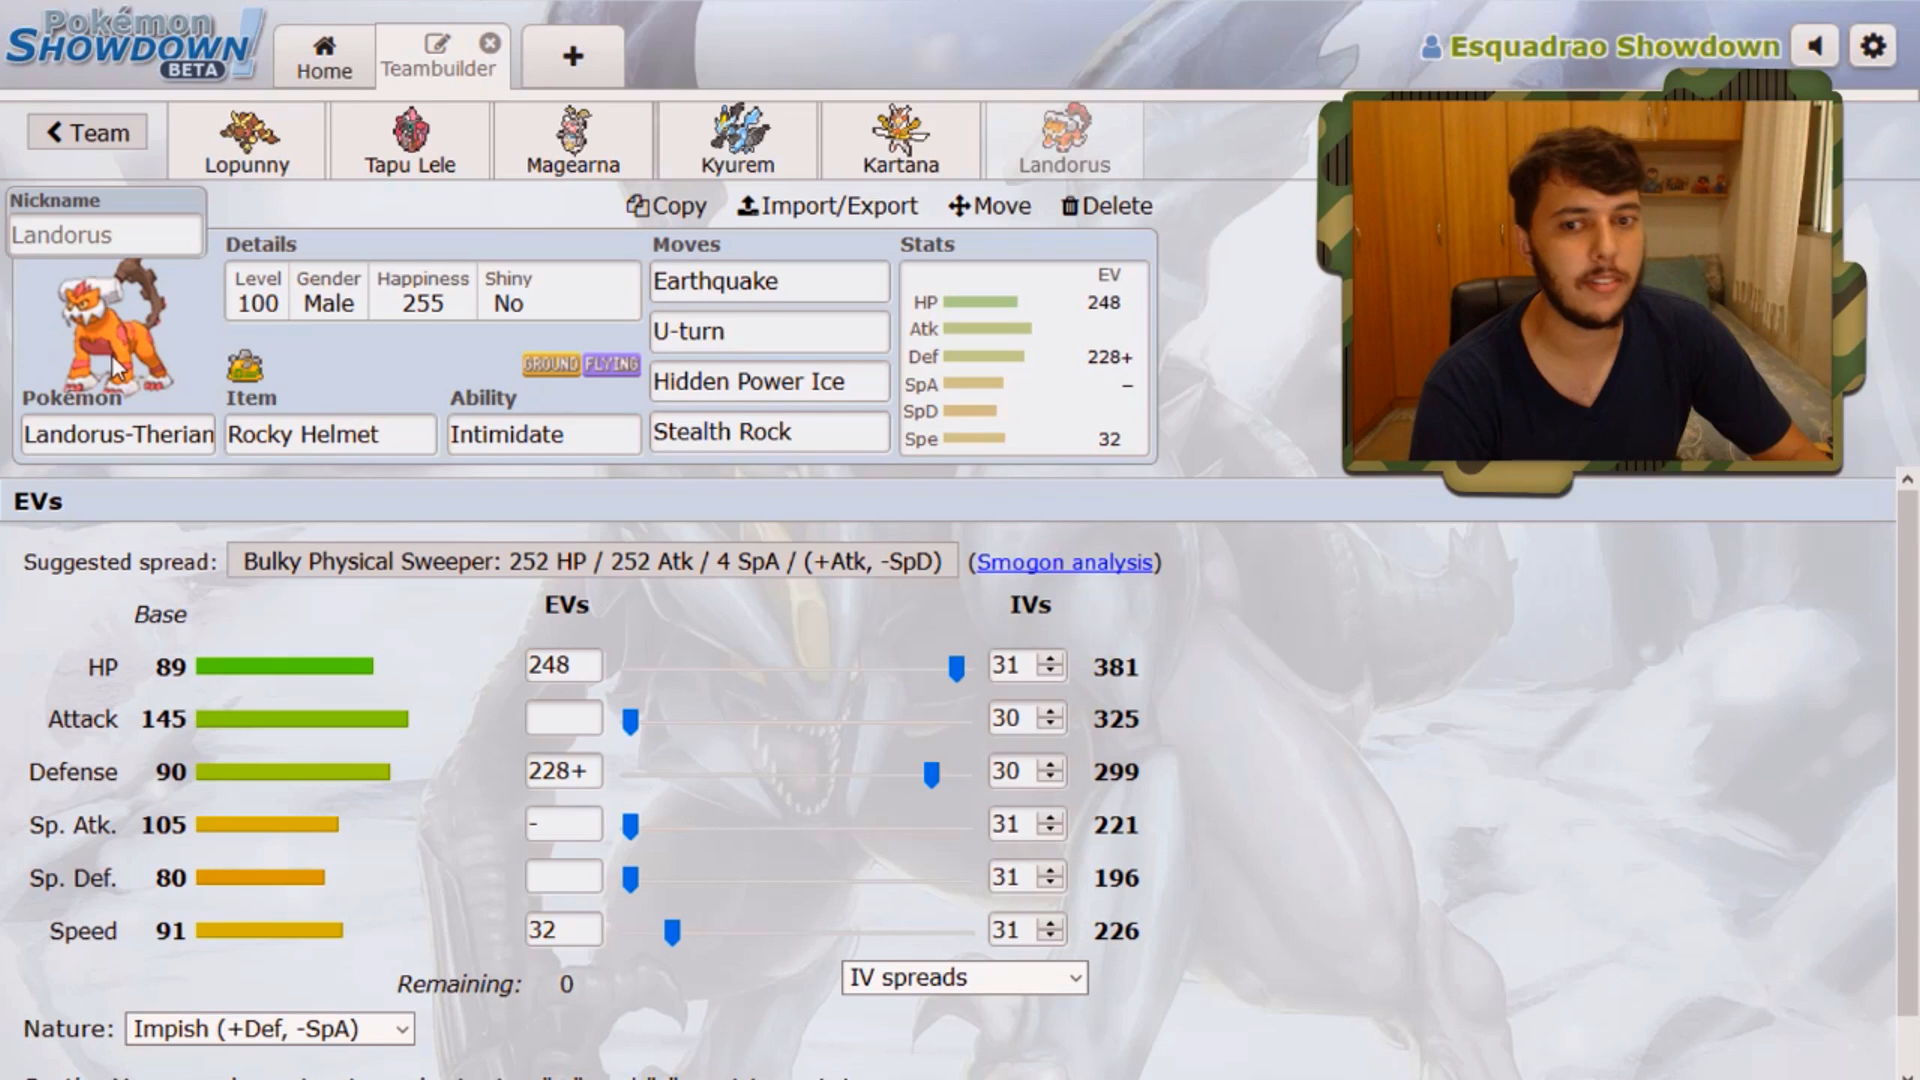 Pokémon
SHOWDOWN!
BETA
Home
Teambuilder
+
Esquadrao Showdown
Team
Lopunny
Tapu Lele
Magearna
Kyurem
Kartana
Landorus
Nickname
Landorus
Copy
Import/Export
Move
Delete
Details
Level
100
Gender
Male
Happiness
255
Shiny
No
GROUND
FLYING
Pokémon
Landorus-Therian
Item
Rocky Helmet
Ability
Intimidate
Moves
Earthquake
U-turn
Hidden Power Ice
Stealth Rock
Stats
EV
HP 248
Atk
Def 228+
SpA –
SpD
Spe 32
EVs
Suggested spread: Bulky Physical Sweeper: 252 HP / 252 Atk / 4 SpA / (+Atk, -SpD) (Smogon analysis)
Base EVs IVs
HP 89 248 31 381
Attack 145 30 325
Defense 90 228+ 30 299
Sp. Atk. 105 - 31 221
Sp. Def. 80 31 196
Speed 91 32 31 226
Remaining: 0
IV spreads
Nature: Impish (+Def, -SpA)